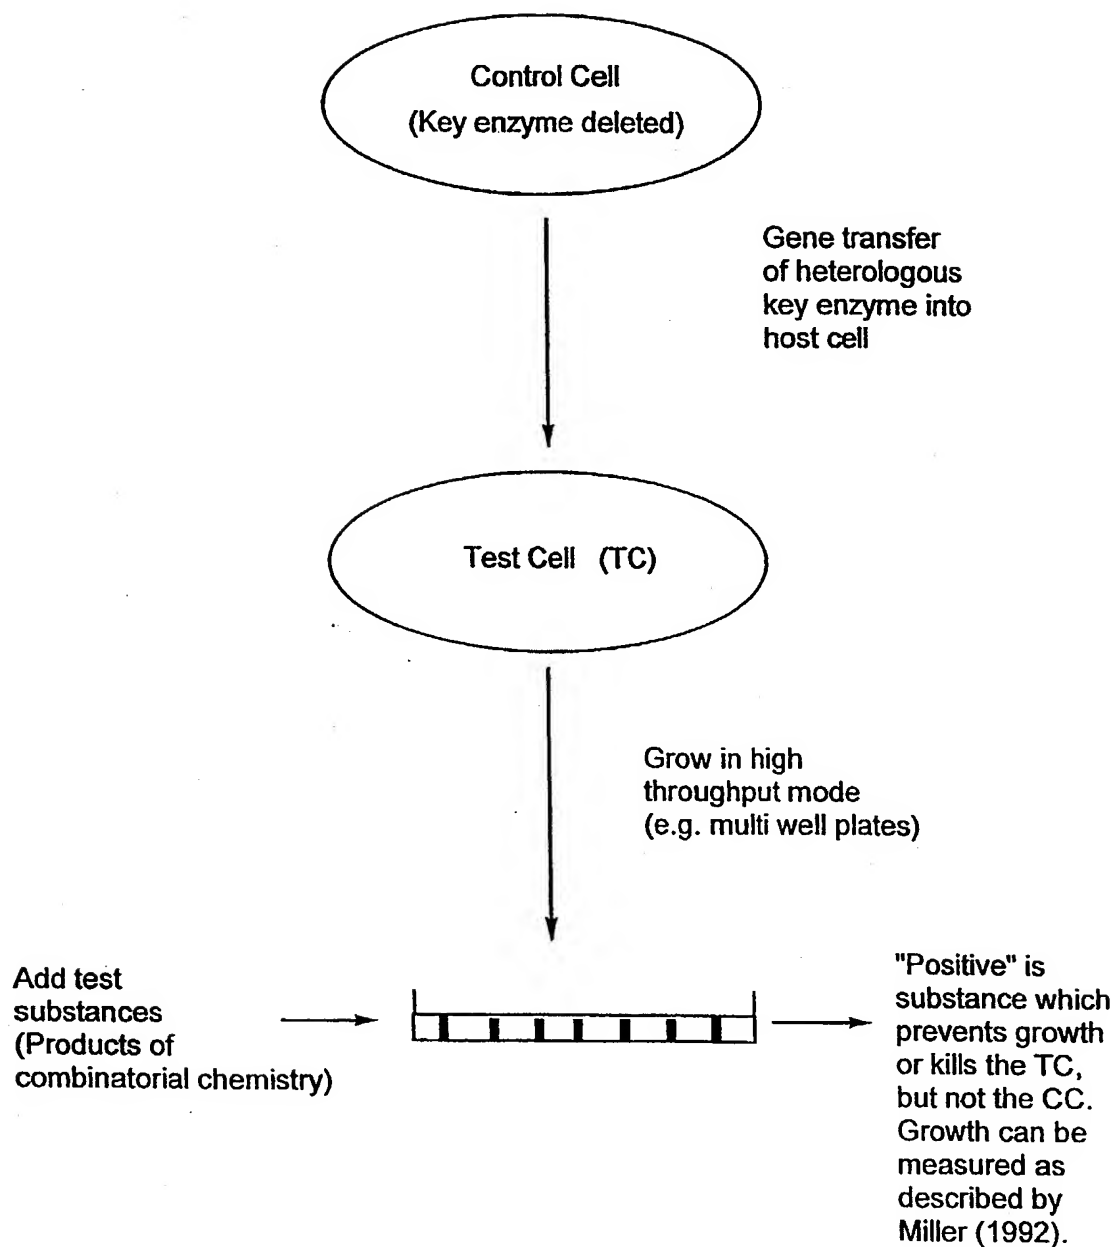 Control Cell
(Key enzyme deleted)
Gene transfer
of heterologous
key enzyme into
host cell
Test Cell (TC)
Grow in high
throughput mode
(e.g. multi well plates)
Add test
substances
(Products of
combinatorial chemistry)
"Positive" is
substance which
prevents growth
or kills the TC,
but not the CC.
Growth can be
measured as
described by
Miller (1992).